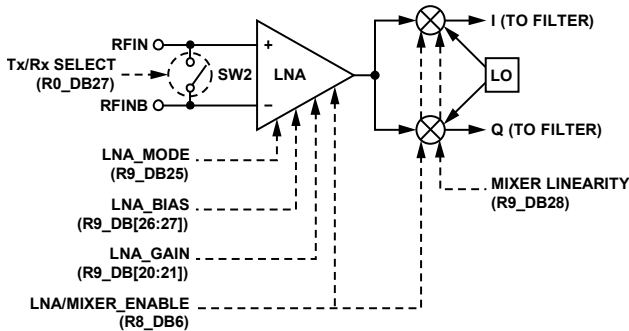 RFIN
I (TO FILTER)
+
Tx/Rx SELECT
(R0_DB27)
SW2
LNA
LO
RFINB
−
Q (TO FILTER)
LNA_MODE
(R9_DB25)
MIXER LINEARITY
(R9_DB28)
LNA_BIAS
(R9_DB[26:27])
LNA_GAIN
(R9_DB[20:21])
LNA/MIXER_ENABLE
(R8_DB6)